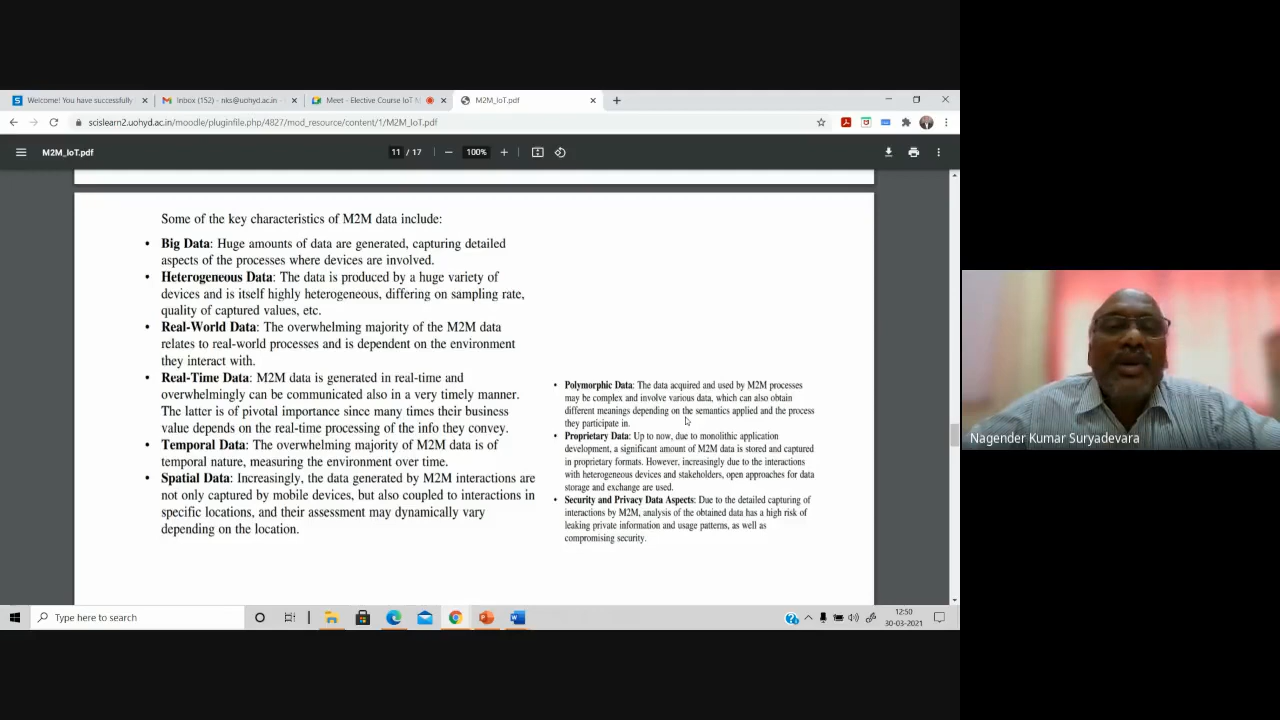 Welcome! You have successfully
Inbox (152) - nks@uohyd.ac.in -
Meet - Elective Course IoT M
M2M_IoT.pdf
scislearn2.uohyd.ac.in/moodle/pluginfile.php/4827/mod_resource/content/1/M2M_IoT.pdf
M2M_IoT.pdf
11 / 17
100%
Some of the key characteristics of M2M data include:
• Big Data: Huge amounts of data are generated, capturing detailed
aspects of the processes where devices are involved.
• Heterogeneous Data: The data is produced by a huge variety of
devices and is itself highly heterogeneous, differing on sampling rate,
quality of captured values, etc.
• Real-World Data: The overwhelming majority of the M2M data
relates to real-world processes and is dependent on the environment
they interact with.
• Real-Time Data: M2M data is generated in real-time and
overwhelmingly can be communicated also in a very timely manner.
The latter is of pivotal importance since many times their business
value depends on the real-time processing of the info they convey.
• Temporal Data: The overwhelming majority of M2M data is of
temporal nature, measuring the environment over time.
• Spatial Data: Increasingly, the data generated by M2M interactions are
not only captured by mobile devices, but also coupled to interactions in
specific locations, and their assessment may dynamically vary
depending on the location.
• Polymorphic Data: The data acquired and used by M2M processes
may be complex and involve various data, which can also obtain
different meanings depending on the semantics applied and the process
they participate in.
• Proprietary Data: Up to now, due to monolithic application
development, a significant amount of M2M data is stored and captured
in proprietary formats. However, increasingly due to the interactions
with heterogeneous devices and stakeholders, open approaches for data
storage and exchange are used.
• Security and Privacy Data Aspects: Due to the detailed capturing of
interactions by M2M, analysis of the obtained data has a high risk of
leaking private information and usage patterns, as well as
compromising security.
Nagender Kumar Suryadevara
Type here to search
12:50
30-03-2021